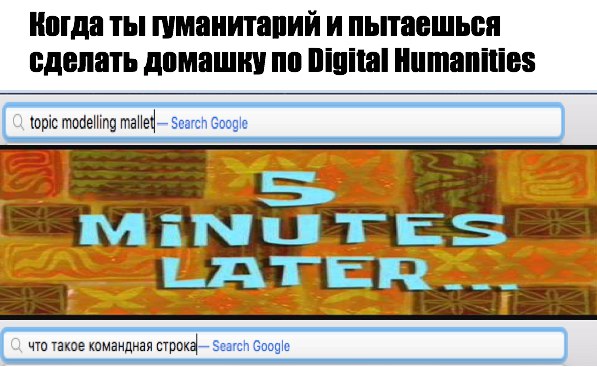 Когда ты гуманитарий и пытаешься
сделать домашку по Digital Humanities
topic modelling mallet — Search Google
5
MINUTES
LATER...
что такое командная строка — Search Google